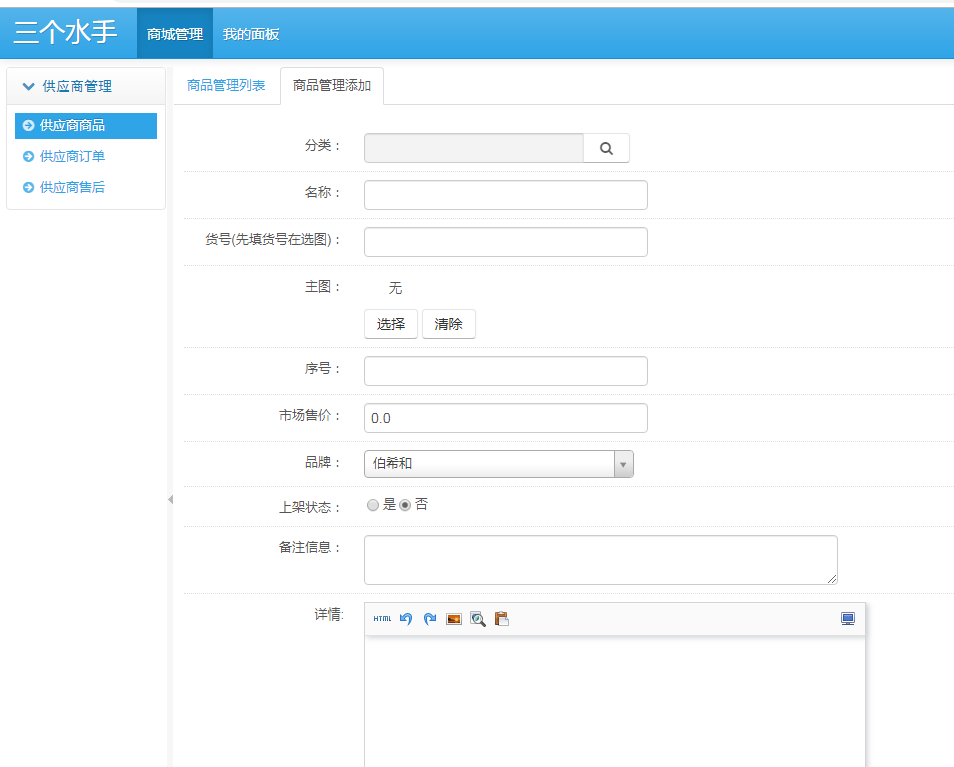 三个水手 商城管理 我的面板
供应商管理
供应商商品
供应商订单
供应商售后
商品管理列表 商品管理添加
分类：
名称：
货号(先填货号在选图)：
主图： 无
选择 清除
序号：
市场售价： 0.0
品牌： 伯希和
上架状态： 是 否
备注信息：
详情: HTML